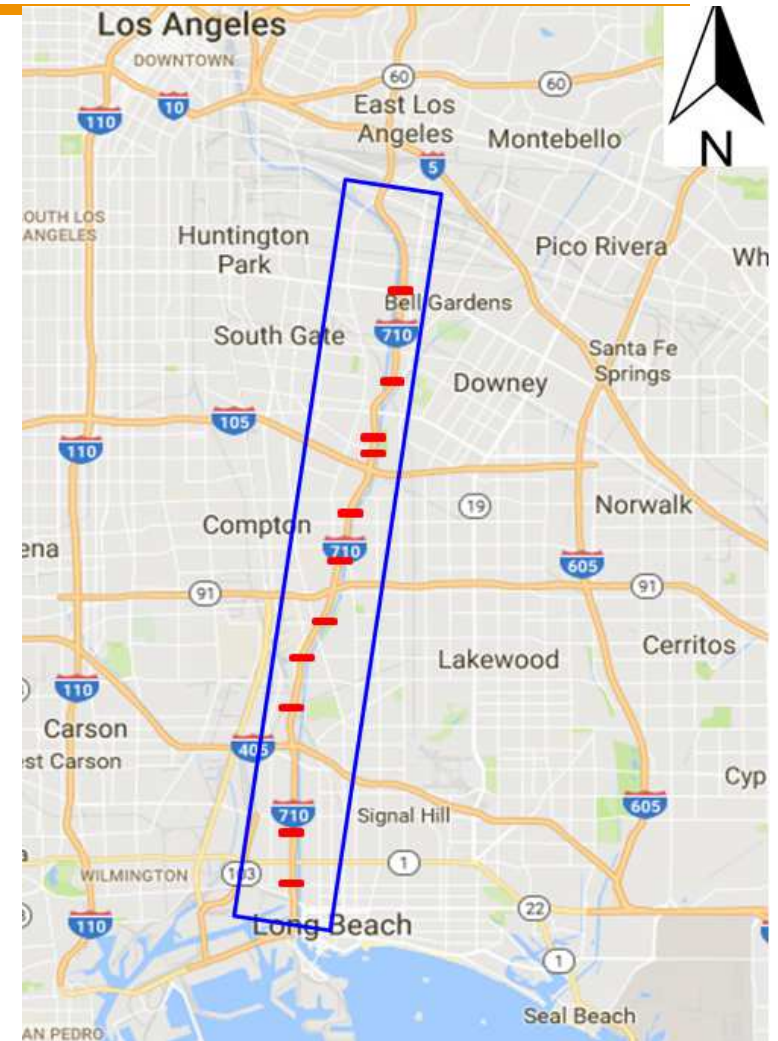 Los Angeles
DOWNTOWN
60
60
110
10
East Los
Angeles
Montebello
N
5
OUTH LOS
ANGELES
Huntington
Park
Pico Rivera
Wh
Bell Gardens
South Gate
710
Santa Fe
Springs
Downey
105
110
19
Norwalk
Compton
ena
710
605
91
91
Cerritos
Lakewood
110
Carson
405
est Carson
Cyp
710
Signal Hill
605
1
WILMINGTON
103
22
110
Long Beach
1
Seal Beach
AN PEDRO